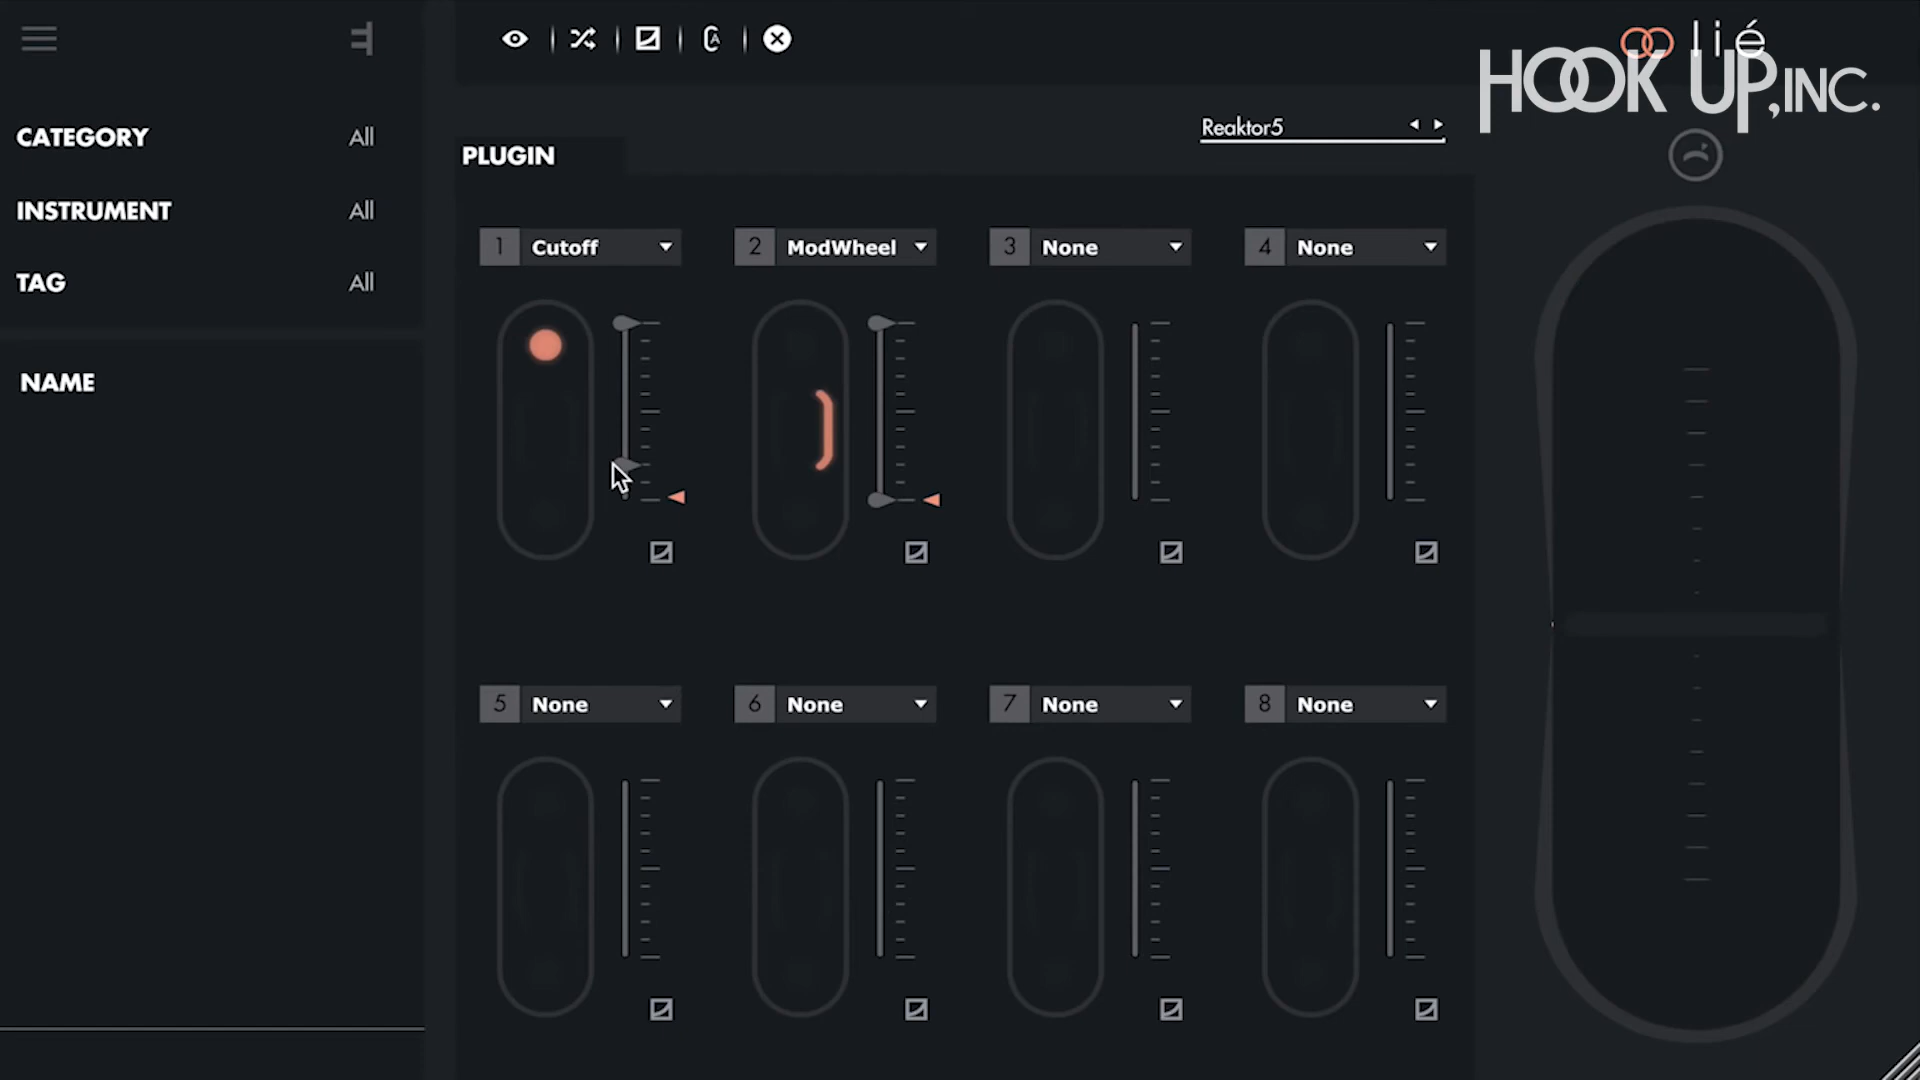 lié
HOOK UP,INC.
CATEGORY All
INSTRUMENT All
TAG All
NAME
Reaktor5
PLUGIN
1 Cutoff
2 ModWheel
3 None
4 None
5 None
6 None
7 None
8 None